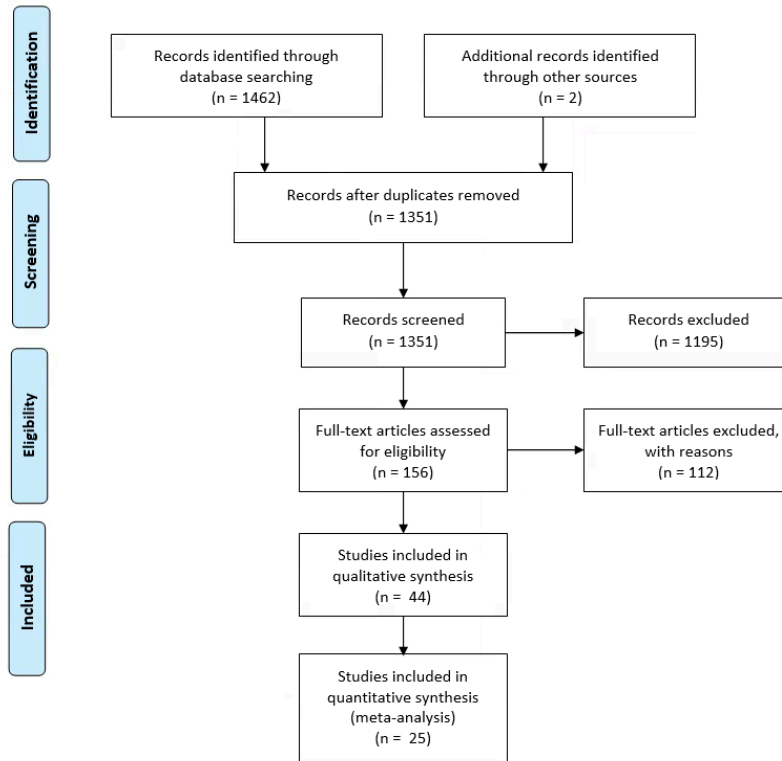 Identification
Records identified through
database searching
(n = 1462)
Additional records identified
through other sources
(n = 2)
Screening
Records after duplicates removed
(n = 1351)
Records screened
(n = 1351)
Records excluded
(n = 1195)
Eligibility
Full-text articles assessed
for eligibility
(n = 156)
Full-text articles excluded,
with reasons
(n = 112)
Included
Studies included in
qualitative synthesis
(n = 44)
Studies included in
quantitative synthesis
(meta-analysis)
(n = 25)